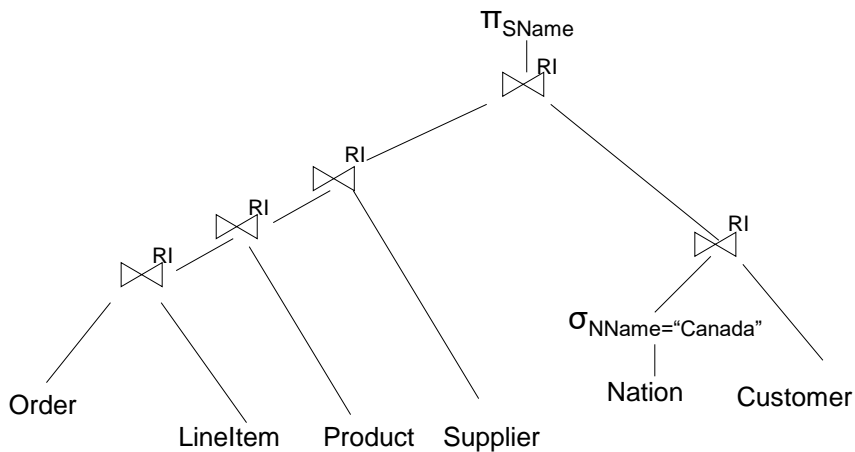 πSName
RI
RI
RI
RI
RI
σNName=“Canada”
Nation
Customer
Order
LineItem
Product
Supplier